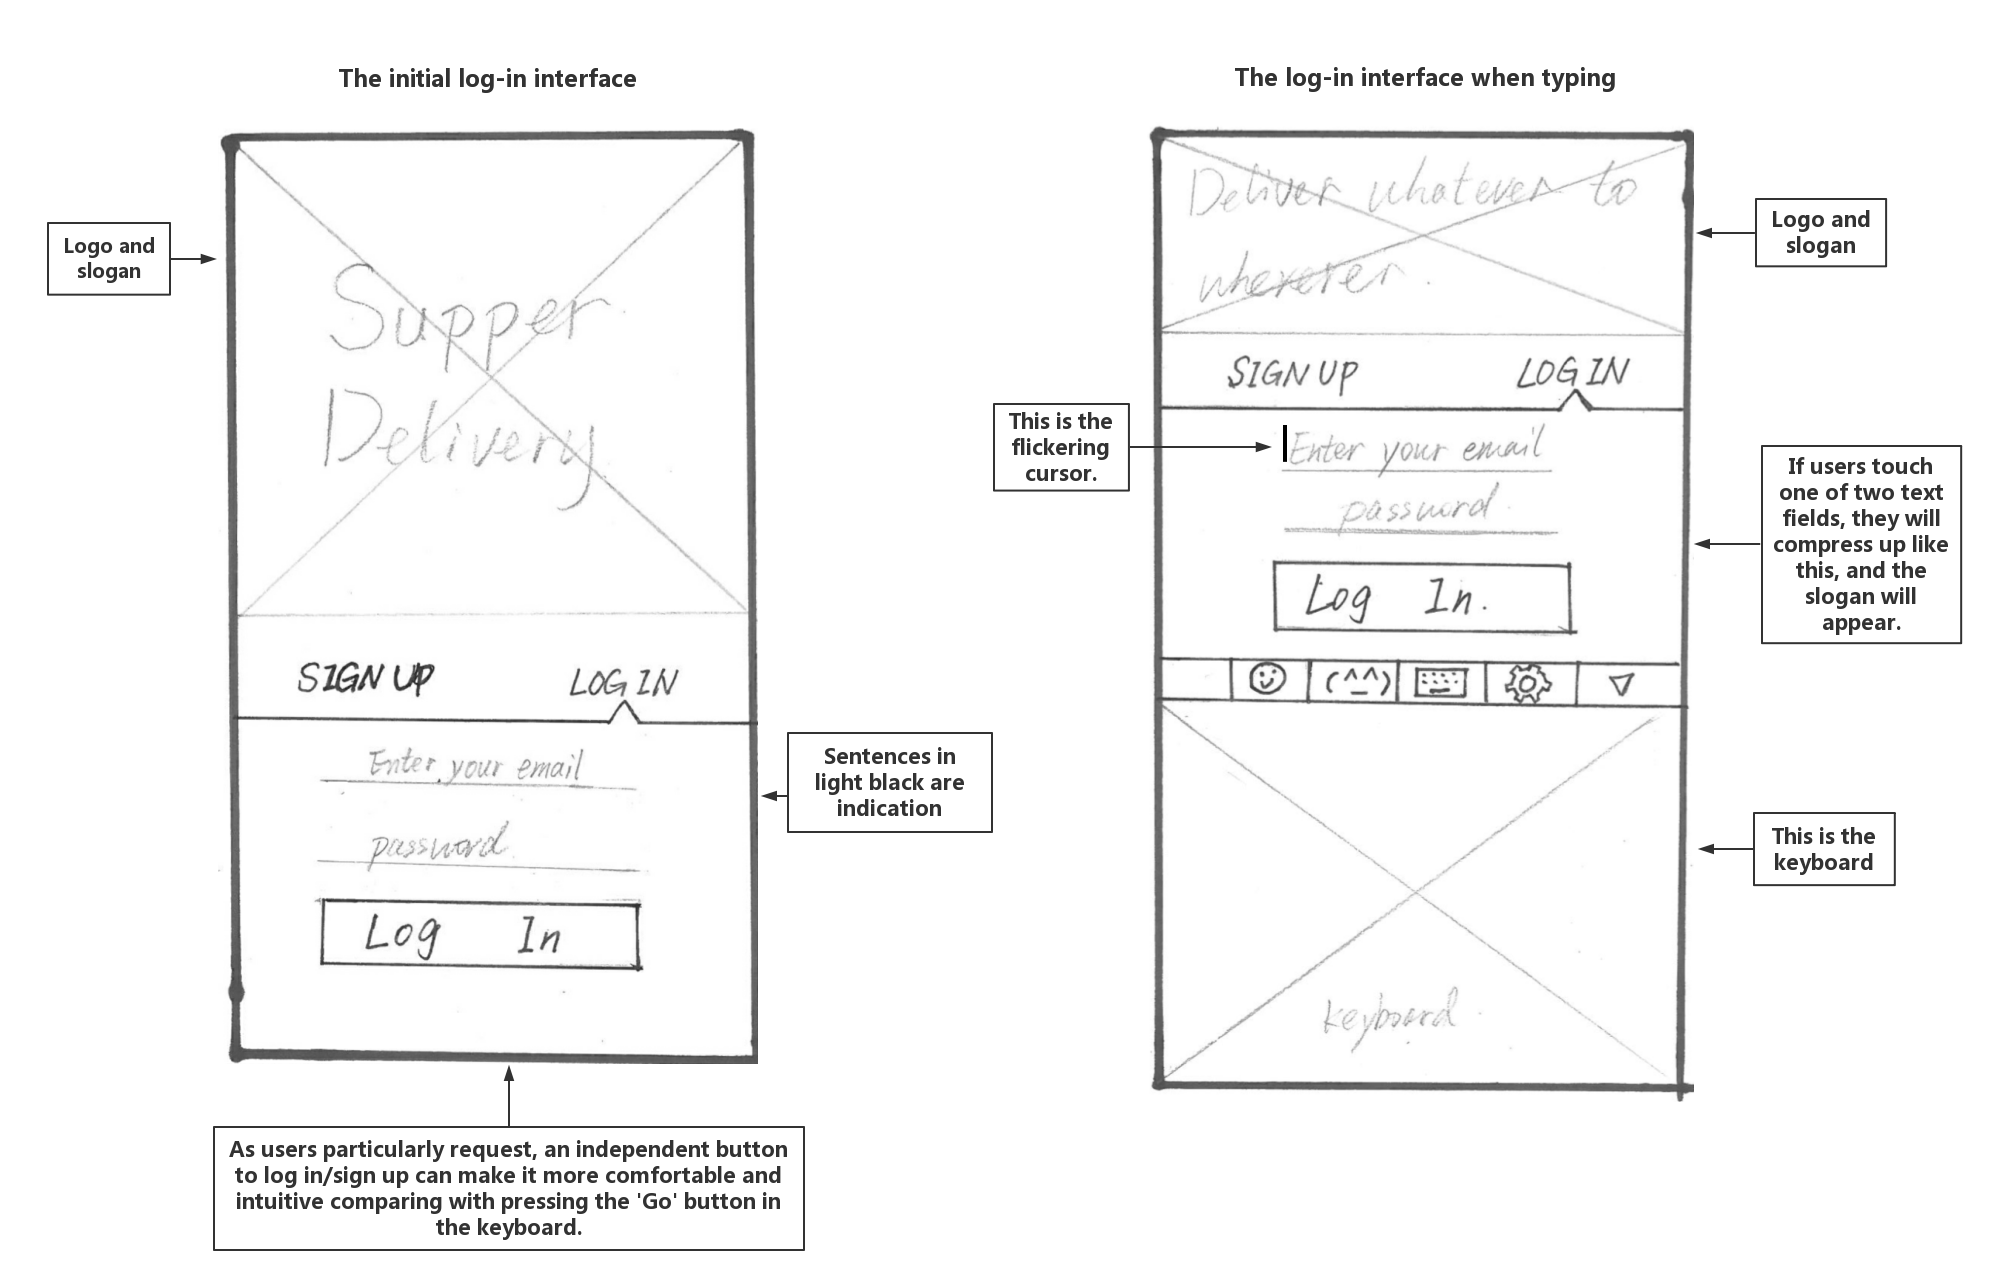 The initial log-in interface
Logo and
slogan
Supper
Delivery
SIGN UP LOG IN
Enter your email
password
Log In
Sentences in
light black are
indication
As users particularly request, an independent button
to log in/sign up can make it more comfortable and
intuitive comparing with pressing the 'Go' button in
the keyboard.
The log-in interface when typing
Deliver whatever to
wherever.
Logo and
slogan
SIGN UP LOG IN
This is the
flickering
cursor.
Enter your email
password
Log In.
If users touch
one of two text
fields, they will
compress up like
this, and the
slogan will
appear.
(^_^)
This is the
keyboard
keyboard